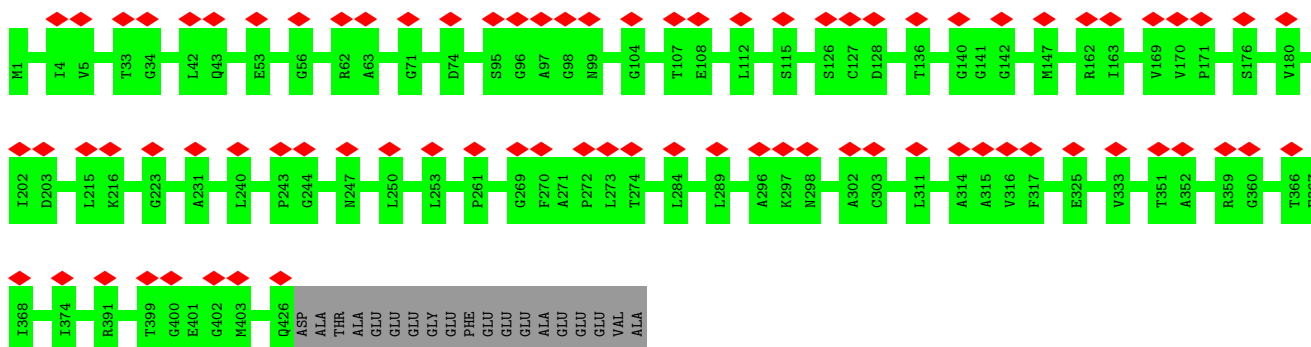 M1 I4 V5 T33 G34 L42 Q43 E53 G56 R62 A63 G71 D74 S95 G96 A97 G98 N99 G104 T107 E108 L112 S115 S126 C127 D128 T136 G140 G141 G142 M147 R162 I163 V169 V170 P171 S176 V180
I202 D203 L215 K216 G223 A231 L240 P243 G244 N247 L250 L253 P261 G269 F270 A271 P272 L273 T274 L284 L289 A296 K297 N298 A302 C303 L311 A314 A315 V316 F317 E325 V333 T351 A352 R359 G360 T366
I368 I374 R391 T399 G400 E401 G402 M403 Q426 ASP ALA THR ALA GLU GLU GLU GLY GLU PHE GLU GLU GLU ALA GLU GLU GLU VAL ALA